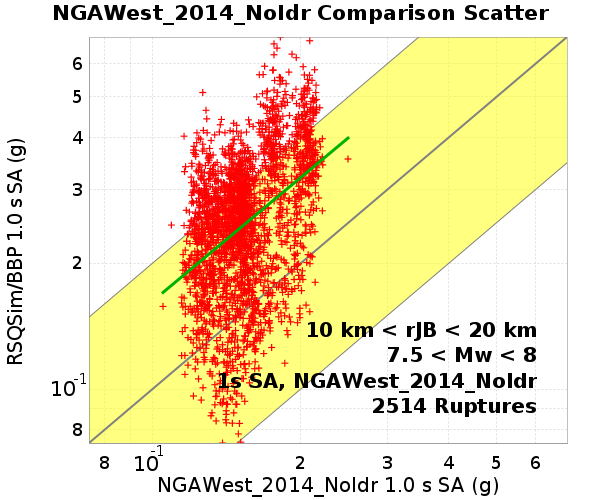 NGAWest_2014_NoIdr Comparison Scatter
RSQSim/BBP 1.0 s SA (g)
6
5
4
3
2
10^-1
8
10 km < rJB < 20 km
7.5 < Mw < 8
1s SA, NGAWest_2014_NoIdr
2514 Ruptures
8 10^-1 2 3 4 5 6
NGAWest_2014_NoIdr 1.0 s SA (g)